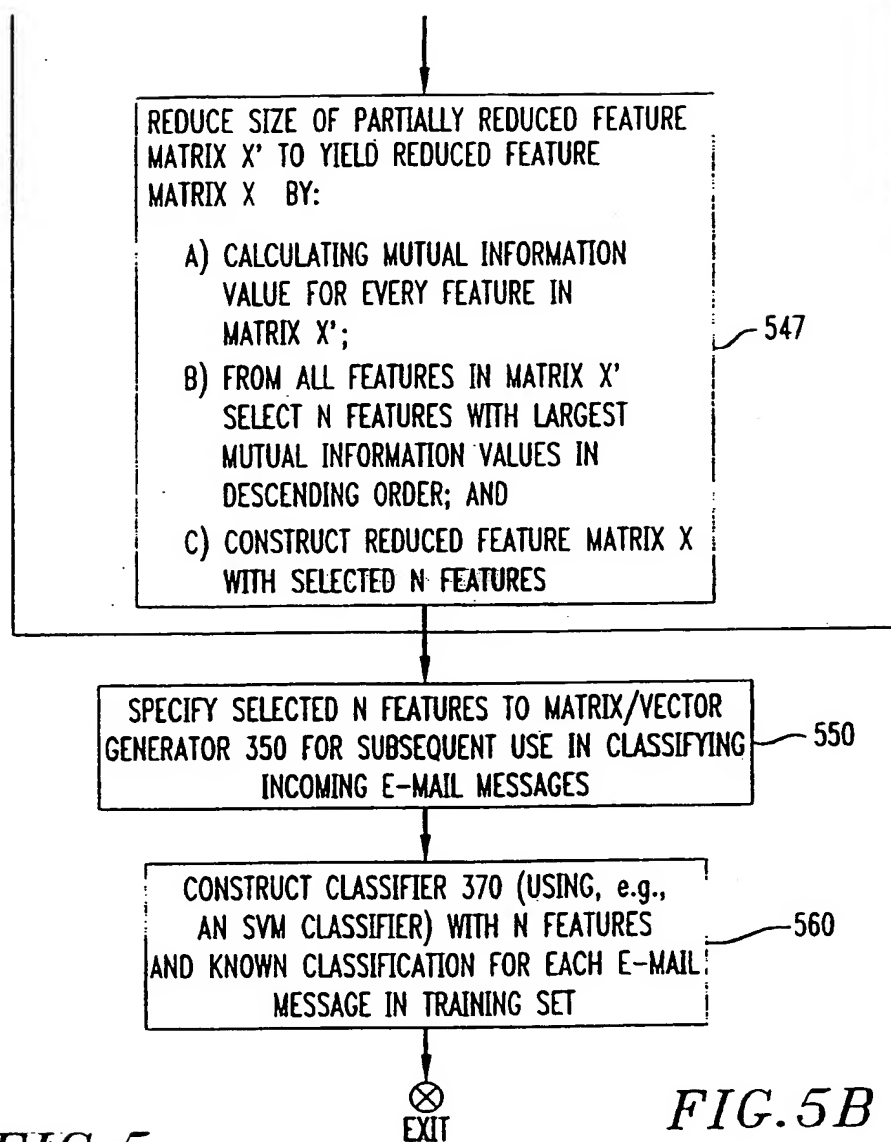 REDUCE SIZE OF PARTIALLY REDUCED FEATURE
MATRIX X' TO YIELD REDUCED FEATURE
MATRIX X BY:
A) CALCULATING MUTUAL INFORMATION
VALUE FOR EVERY FEATURE IN
MATRIX X';
B) FROM ALL FEATURES IN MATRIX X'
SELECT N FEATURES WITH LARGEST
MUTUAL INFORMATION VALUES IN
DESCENDING ORDER; AND
C) CONSTRUCT REDUCED FEATURE MATRIX X
WITH SELECTED N FEATURES
547
SPECIFY SELECTED N FEATURES TO MATRIX/VECTOR
GENERATOR 350 FOR SUBSEQUENT USE IN CLASSIFYING
INCOMING E-MAIL MESSAGES
550
CONSTRUCT CLASSIFIER 370 (USING, e.g.,
AN SVM CLASSIFIER) WITH N FEATURES
AND KNOWN CLASSIFICATION FOR EACH E-MAIL
MESSAGE IN TRAINING SET
560
EXIT
FIG.5B